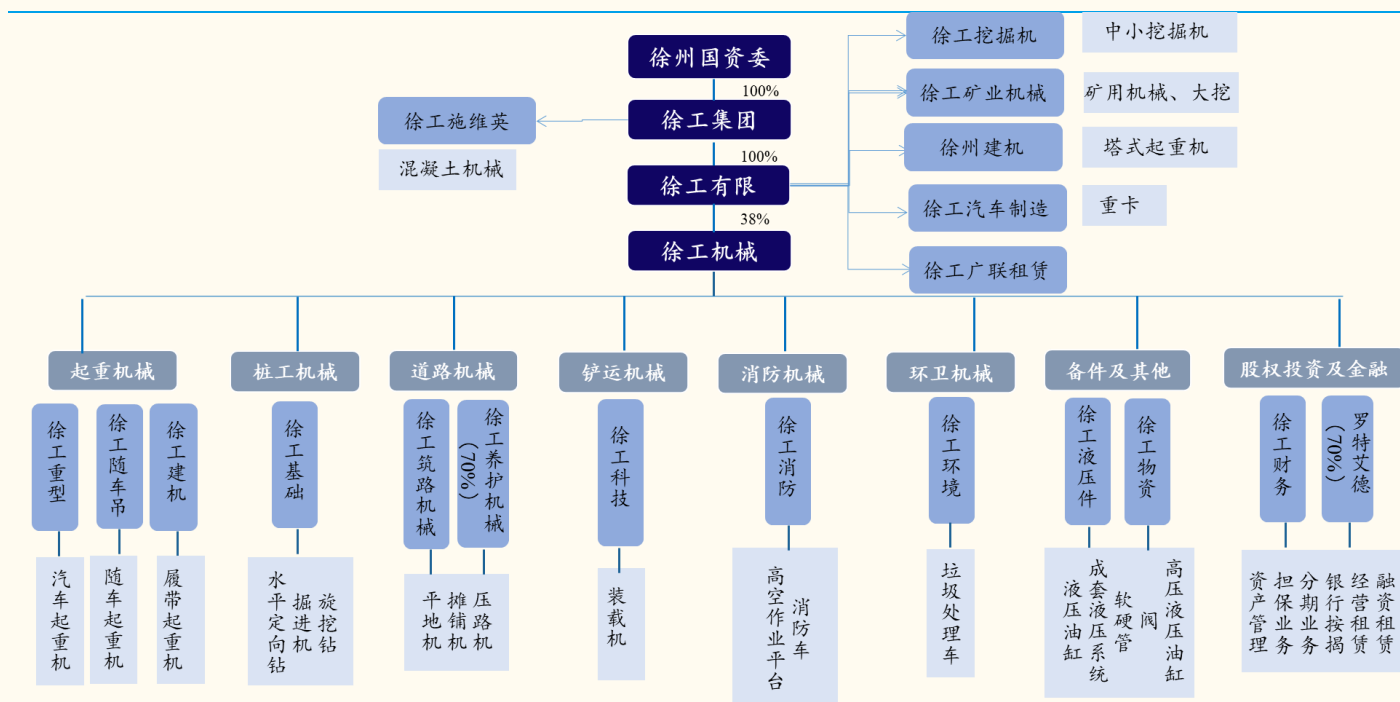 徐州国资委
100%
徐工集团
100%
徐工有限
38%
徐工机械
徐工施维英
混凝土机械
徐工挖掘机
中小挖掘机
徐工矿业机械
矿用机械、大挖
徐州建机
塔式起重机
徐工汽车制造
重卡
徐工广联租赁
起重机械
徐工重型
徐工随车吊
徐工建机
汽车起重机
随车起重机
履带起重机
桩工机械
徐工基础
水平定向钻
掘进机
旋挖钻
道路机械
徐工筑路机械
徐工养护机械
(70%)
平地机
摊铺机
压路机
铲运机械
徐工科技
装载机
消防机械
徐工消防
高空作业平台
消防车
环卫机械
徐工环境
垃圾处理车
备件及其他
徐工液压件
徐工物资
液压油缸
成套液压系统
软硬管
阀
高压液压油缸
股权投资及金融
徐工财务
罗特艾德
(70%)
资产管理
担保业务
分期业务
银行按揭
经营租赁
融资租赁